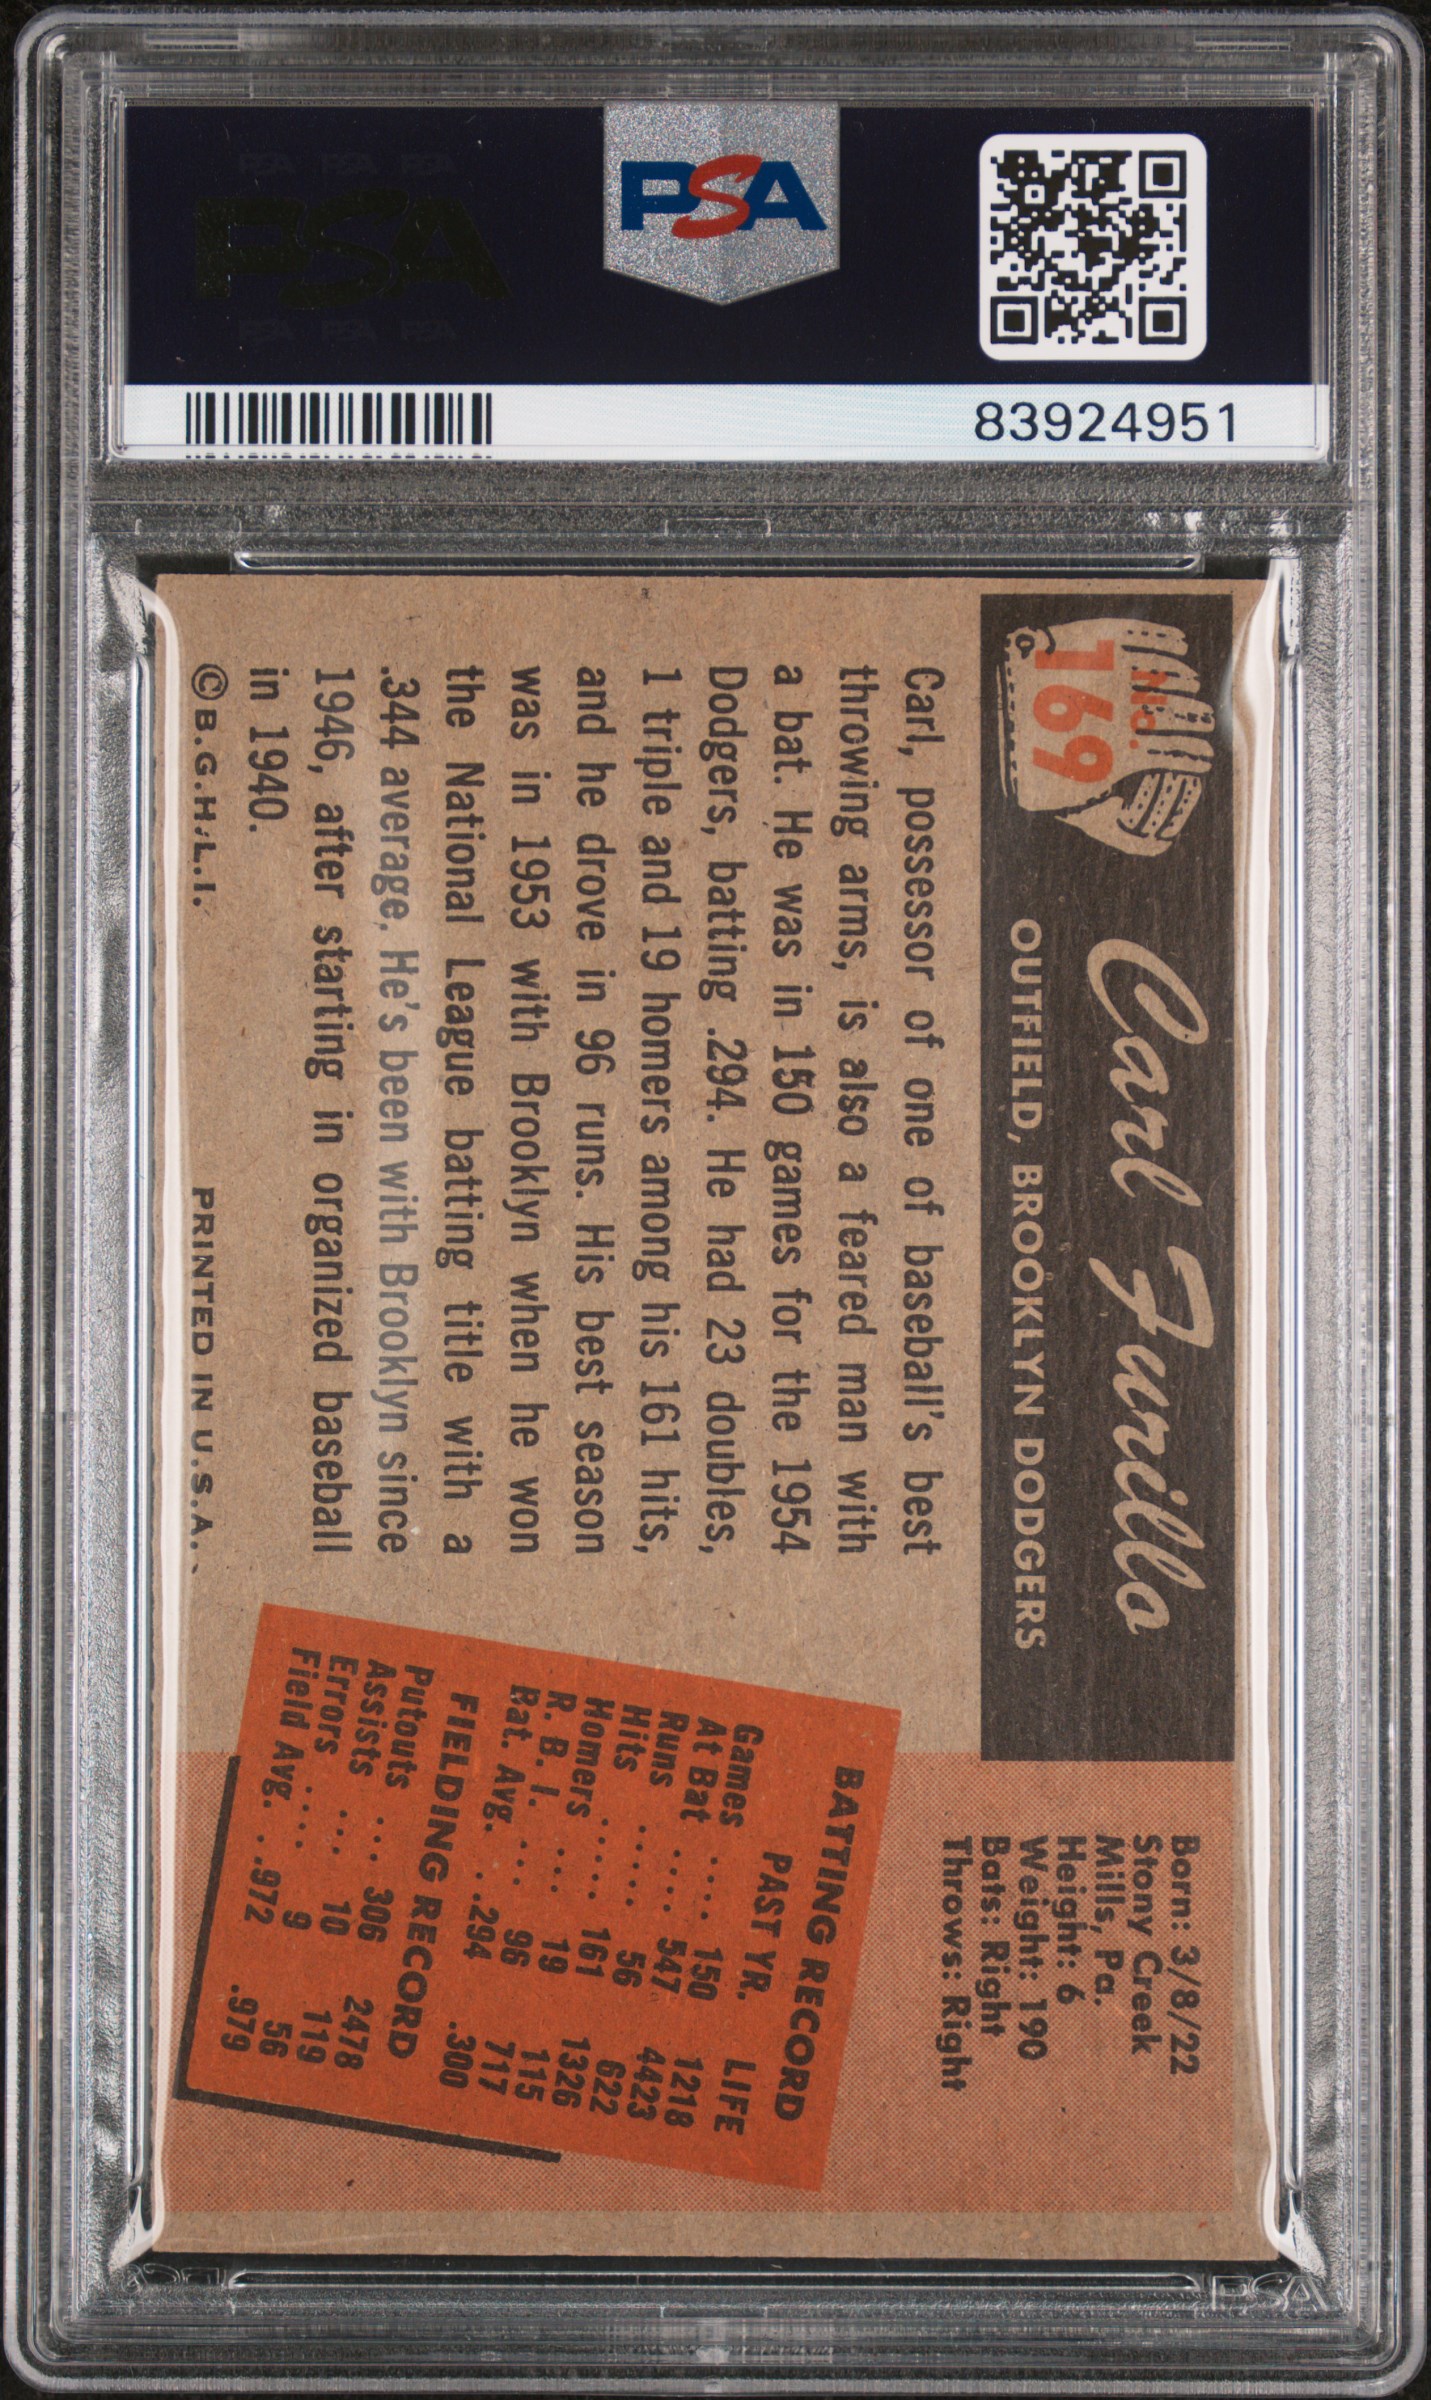 PSA PSA PSA
PSA
PSA PSA PSA
PSA
83924951
No.
169
Carl Furillo
OUTFIELD, BROOKLYN DODGERS
Carl, possessor of one of baseball's best
throwing arms, is also a feared man with
a bat. He was in 150 games for the 1954
Dodgers, batting .294. He had 23 doubles,
1 triple and 19 homers among his 161 hits,
and he drove in 96 runs. His best season
was in 1953 with Brooklyn when he won
the National League batting title with a
.344 average. He's been with Brooklyn since
1946, after starting in organized baseball
in 1940.
© B.G.H.L.I.
PRINTED IN U.S.A.
Born: 3/8/22
Stony Creek
Mills, Pa.
Height: 6
Weight: 190
Bats: Right
Throws: Right
BATTING RECORD
PAST YR. LIFE
Games .... 150 1218
At Bat .... 547 4423
Runs ..... 56 622
Hits ..... 161 1326
Homers ... 19 115
R. B. I. ... 96 717
Bat. Avg. . .294 .300
FIELDING RECORD
Putouts ... 306 2478
Assists ... 10 119
Errors .... 9 56
Field Avg. . .972 .979
PSA